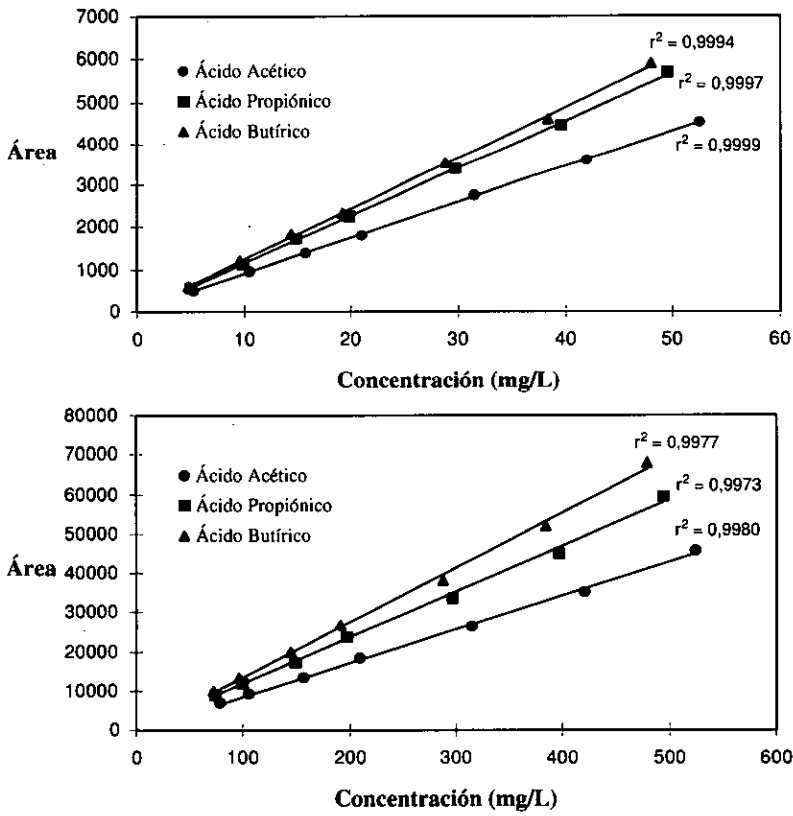 7000
6000
5000
4000
3000
2000
1000
0
Área
Ácido Acético
Ácido Propiónico
Ácido Butírico
r² = 0,9994
r² = 0,9997
r² = 0,9999
0 10 20 30 40 50 60
Concentración (mg/L)
80000
70000
60000
50000
40000
30000
20000
10000
0
Área
Ácido Acético
Ácido Propiónico
Ácido Butírico
r² = 0,9977
r² = 0,9973
r² = 0,9980
0 100 200 300 400 500 600
Concentración (mg/L)